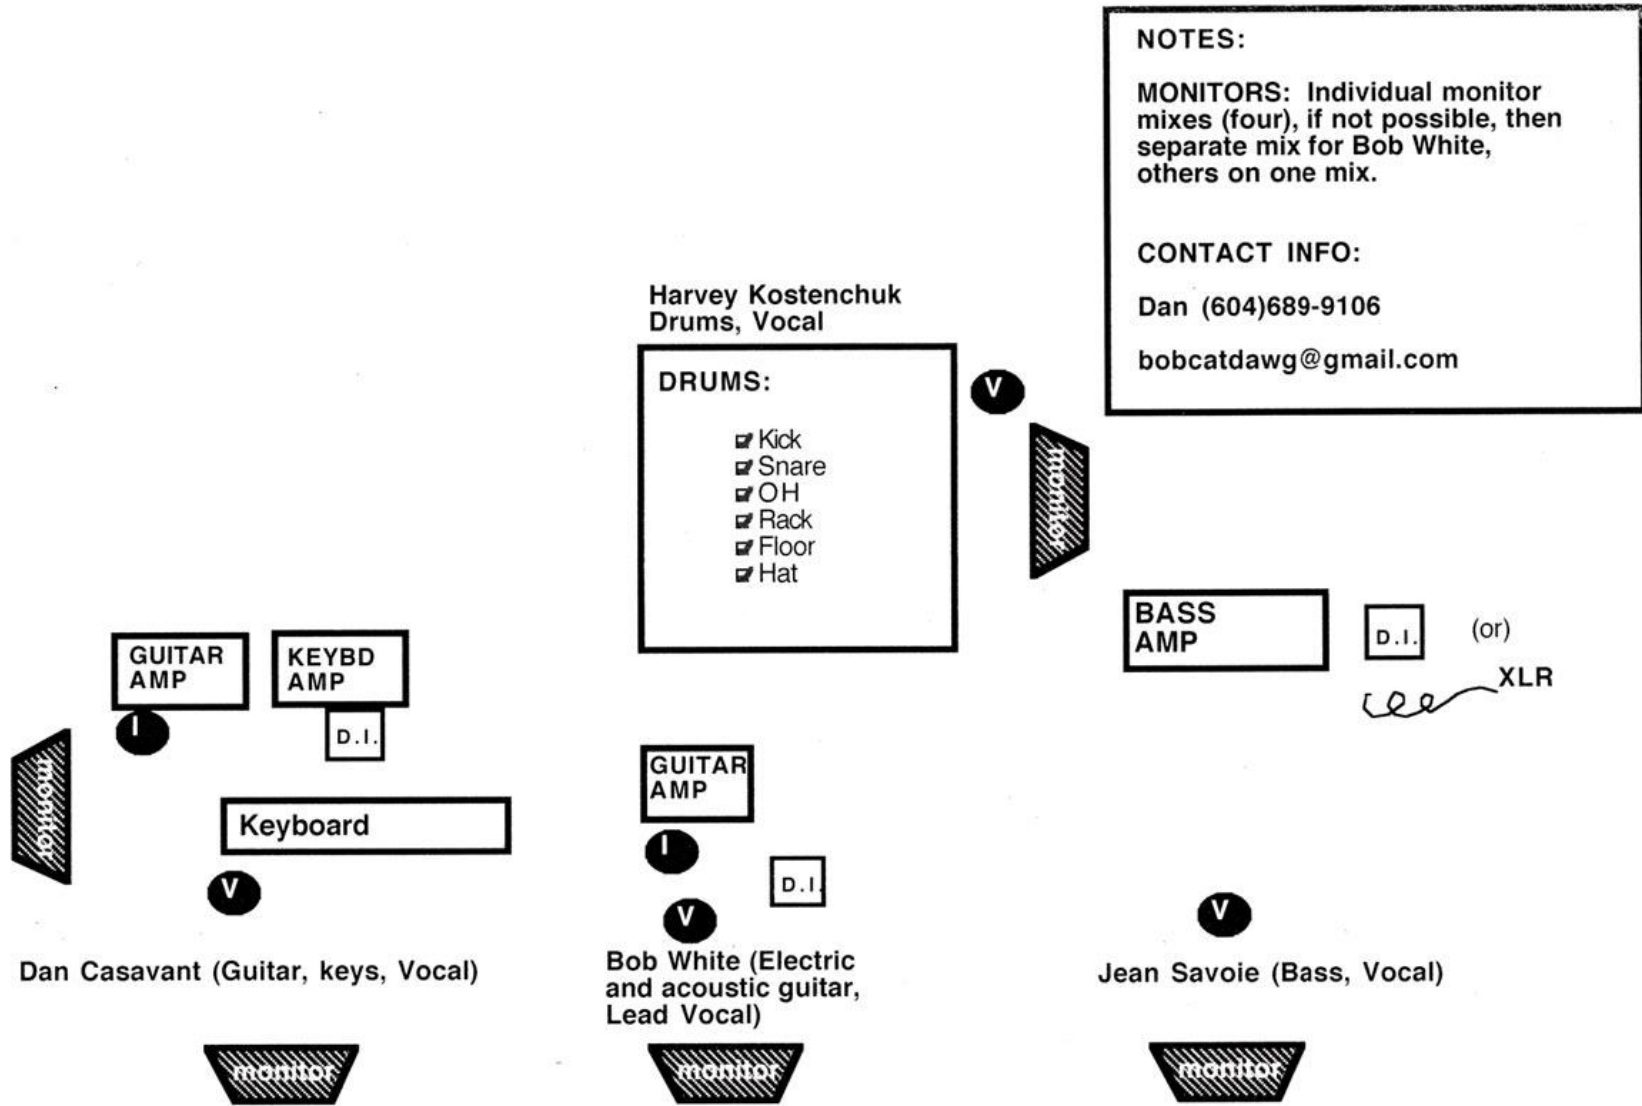 NOTES:
MONITORS: Individual monitor
mixes (four), if not possible, then
separate mix for Bob White,
others on one mix.
CONTACT INFO:
Dan (604)689-9106
bobcatdawg@gmail.com
Harvey Kostenchuk
Drums, Vocal
DRUMS:
Kick
Snare
OH
Rack
Floor
Hat
V
monitor
BASS
AMP
D.I.
(or)
XLR
GUITAR
AMP
I
KEYBD
AMP
D.I.
monitor
Keyboard
V
Dan Casavant (Guitar, keys, Vocal)
monitor
GUITAR
AMP
I
D.I.
V
Bob White (Electric
and acoustic guitar,
Lead Vocal)
monitor
V
Jean Savoie (Bass, Vocal)
monitor